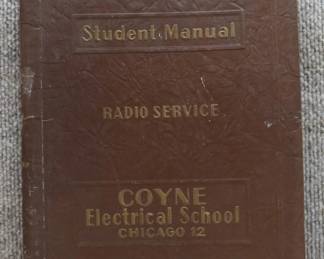 Student Manual
RADIO SERVICE
COYNE
Electrical School
CHICAGO 12